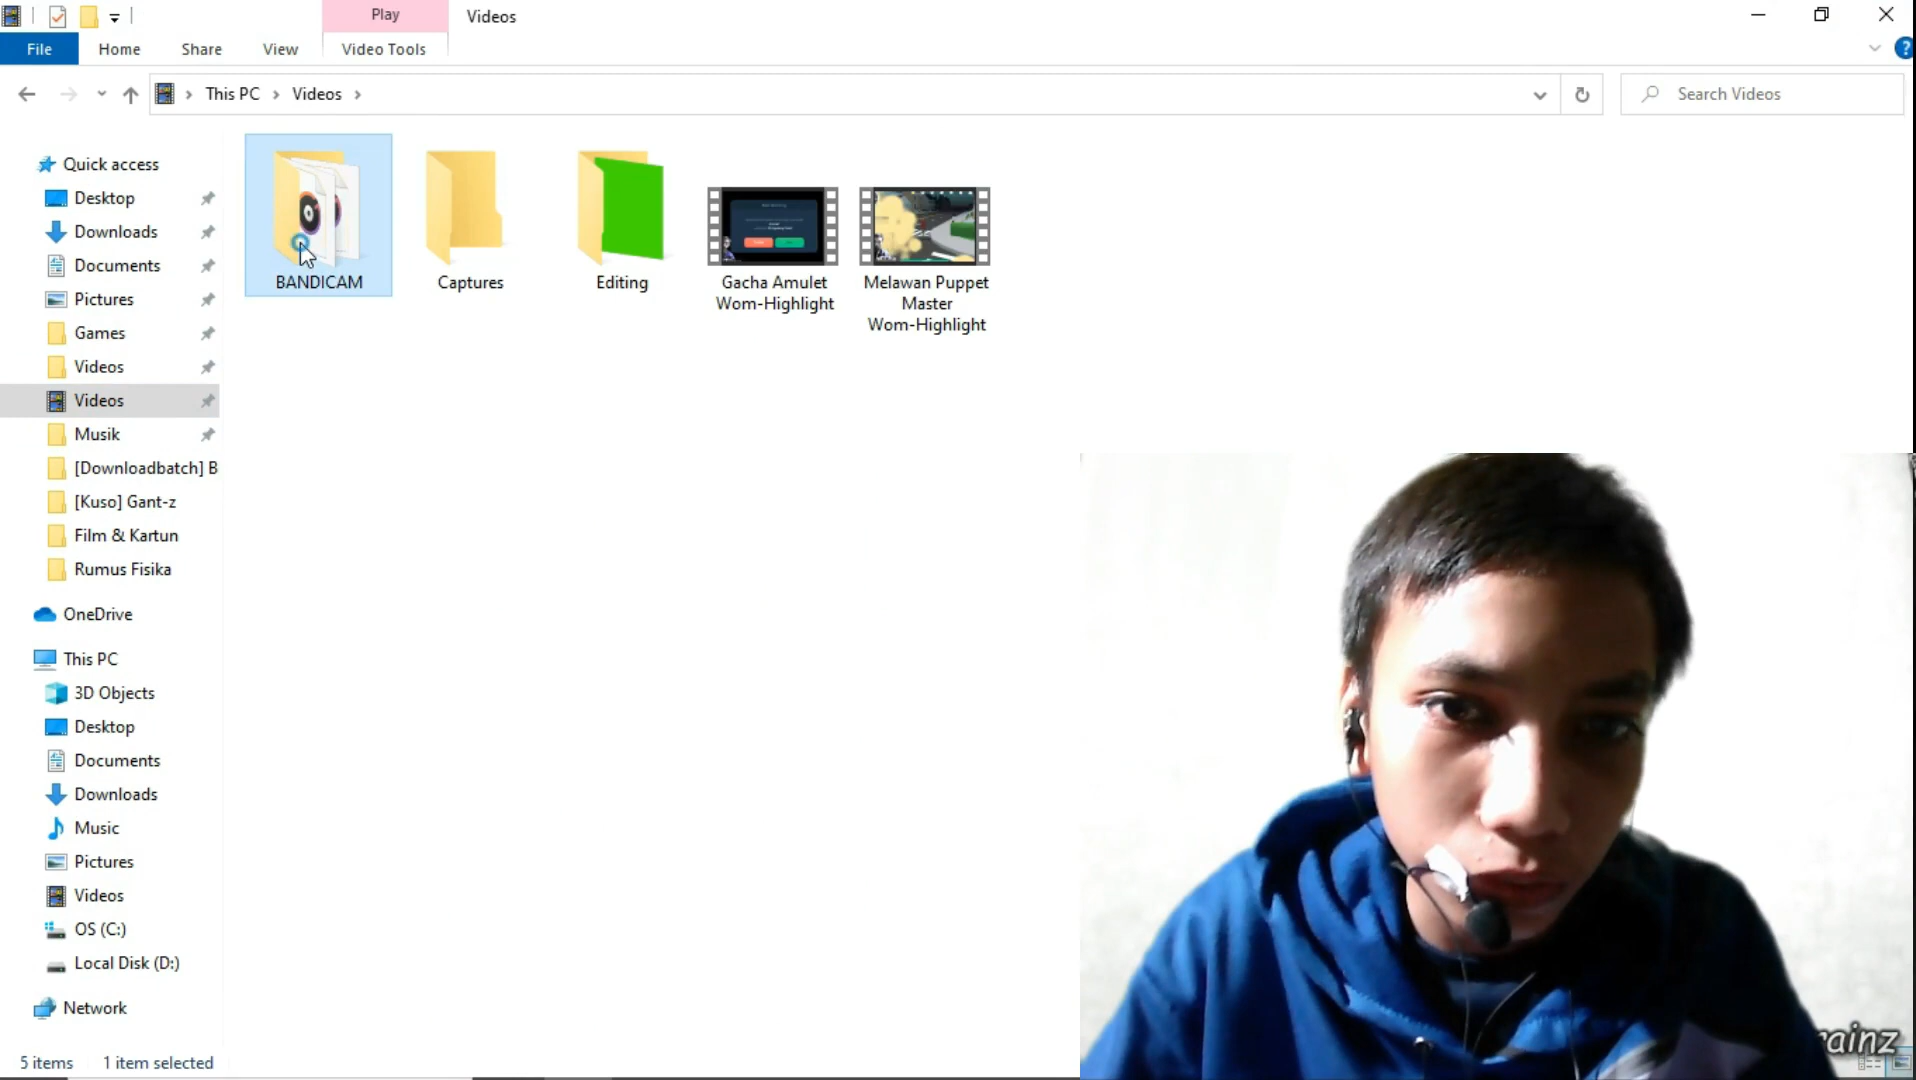 Play
Videos
File
Home
Share
View
Video Tools
This PC
Videos
Search Videos
Quick access
Desktop
Downloads
Documents
Pictures
Games
Videos
Videos
Musik
[Downloadbatch] B
[Kuso] Gant-z
Film & Kartun
Rumus Fisika
OneDrive
This PC
3D Objects
Desktop
Documents
Downloads
Music
Pictures
Videos
OS (C:)
Local Disk (D:)
Network
BANDICAM
Captures
Editing
Gacha Amulet
Wom-Highlight
Melawan Puppet
Master
Wom-Highlight
5 items
1 item selected